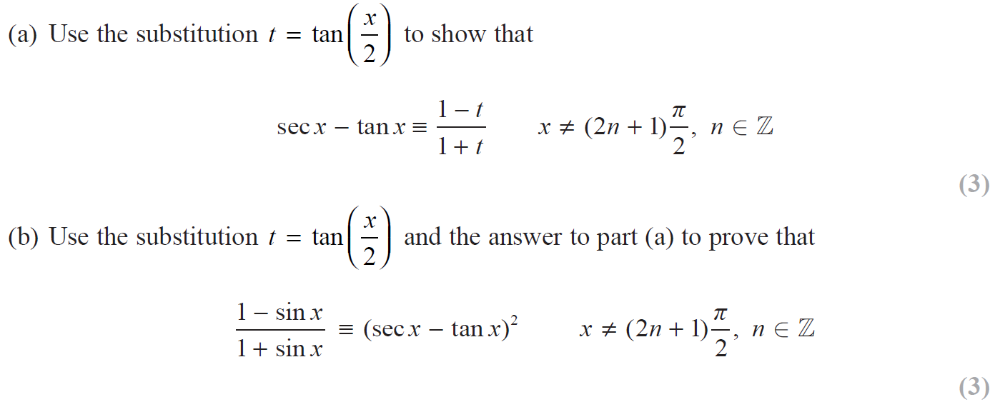 (a) Use the substitution t = tan(x/2) to show that
sec x − tan x ≡ (1 − t)/(1 + t)    x ≠ (2n + 1)π/2, n ∈ ℤ
(3)
(b) Use the substitution t = tan(x/2) and the answer to part (a) to prove that
(1 − sin x)/(1 + sin x) ≡ (sec x − tan x)²    x ≠ (2n + 1)π/2, n ∈ ℤ
(3)